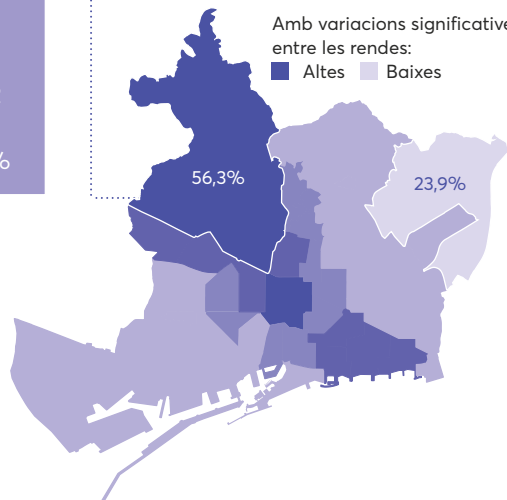 Amb variacions significative
entre les rendes:
Altes Baixes
%
56,3%
23,9%